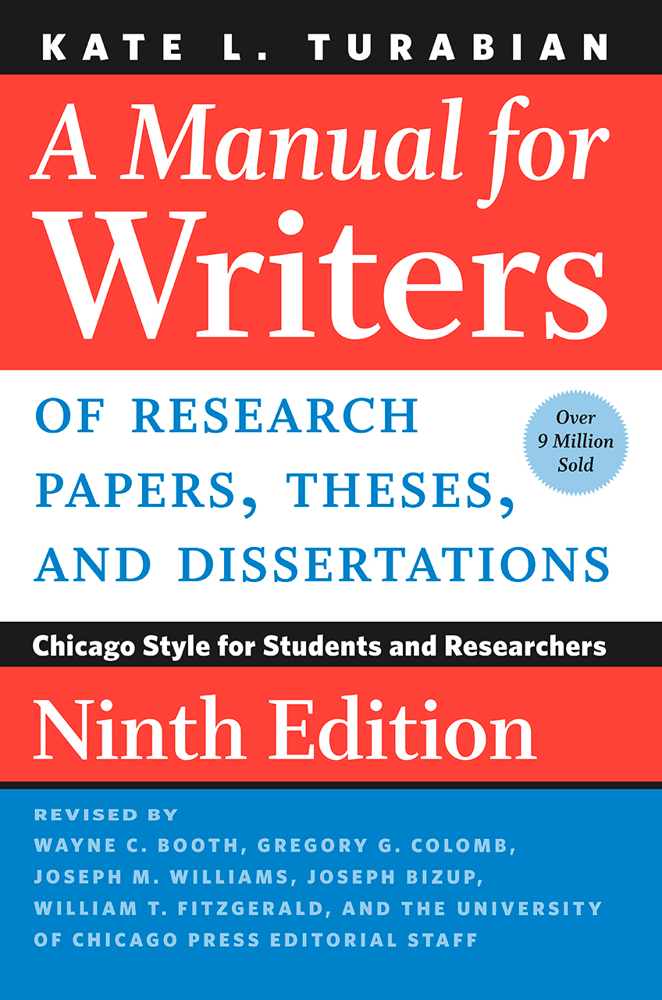 KATE L. TURABIAN
A Manual for
Writers
OF RESEARCH
PAPERS, THESES,
AND DISSERTATIONS
Over
9 Million
Sold
Chicago Style for Students and Researchers
Ninth Edition
REVISED BY
WAYNE C. BOOTH, GREGORY G. COLOMB,
JOSEPH M. WILLIAMS, JOSEPH BIZUP,
WILLIAM T. FITZGERALD, AND THE UNIVERSITY
OF CHICAGO PRESS EDITORIAL STAFF